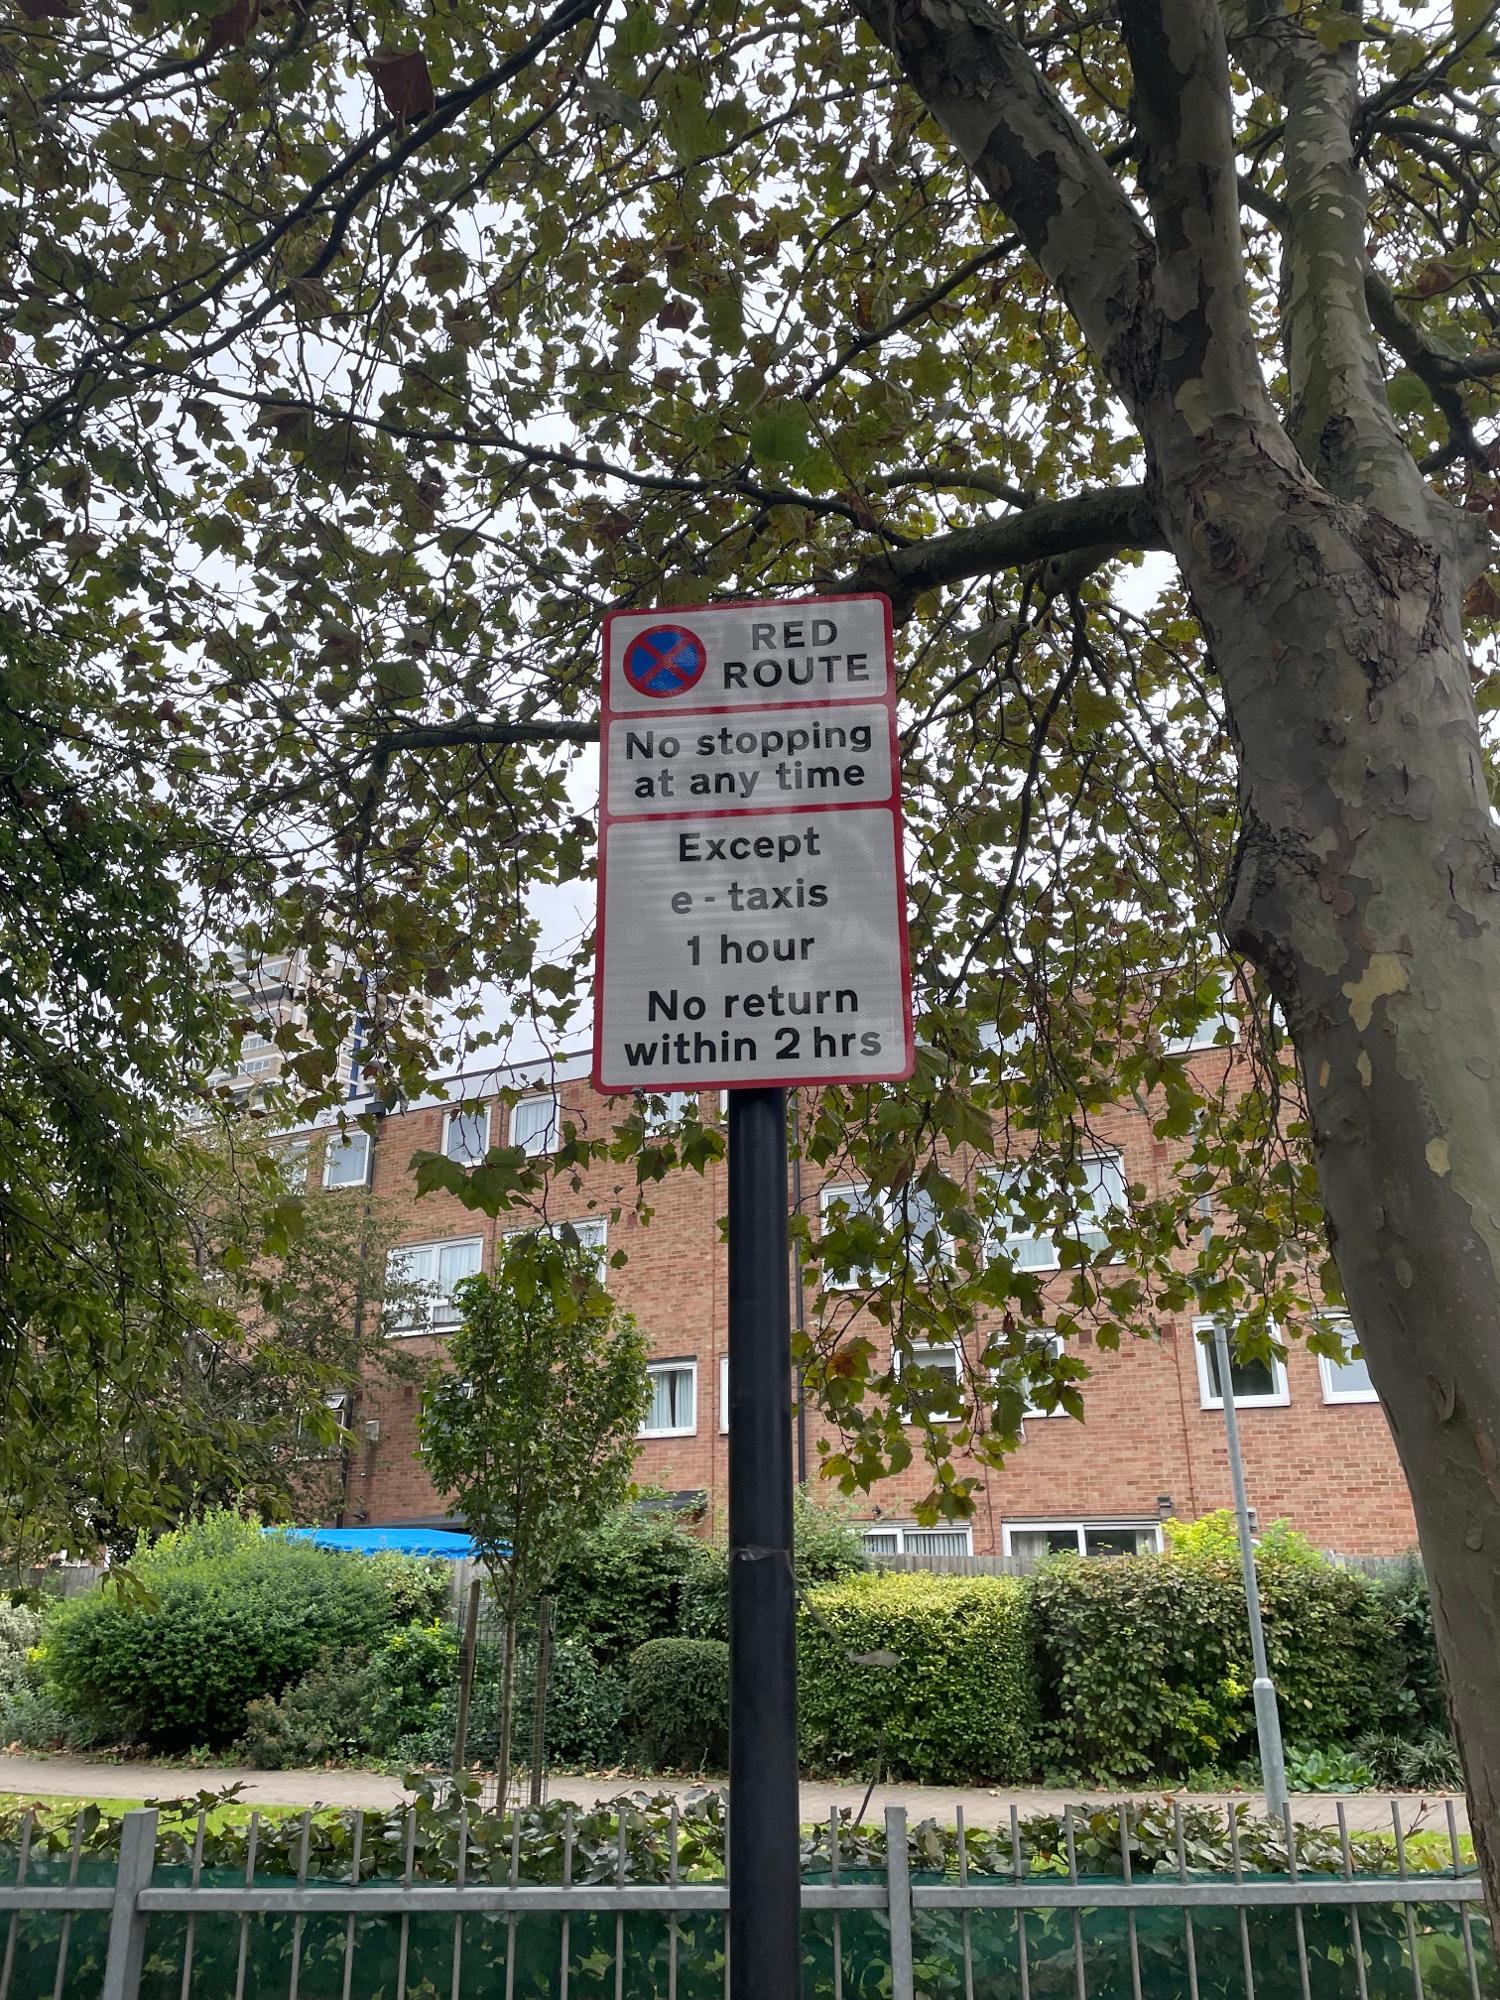 RED
ROUTE
No stopping
at any time
Except
e - taxis
1 hour
No return
within 2 hrs